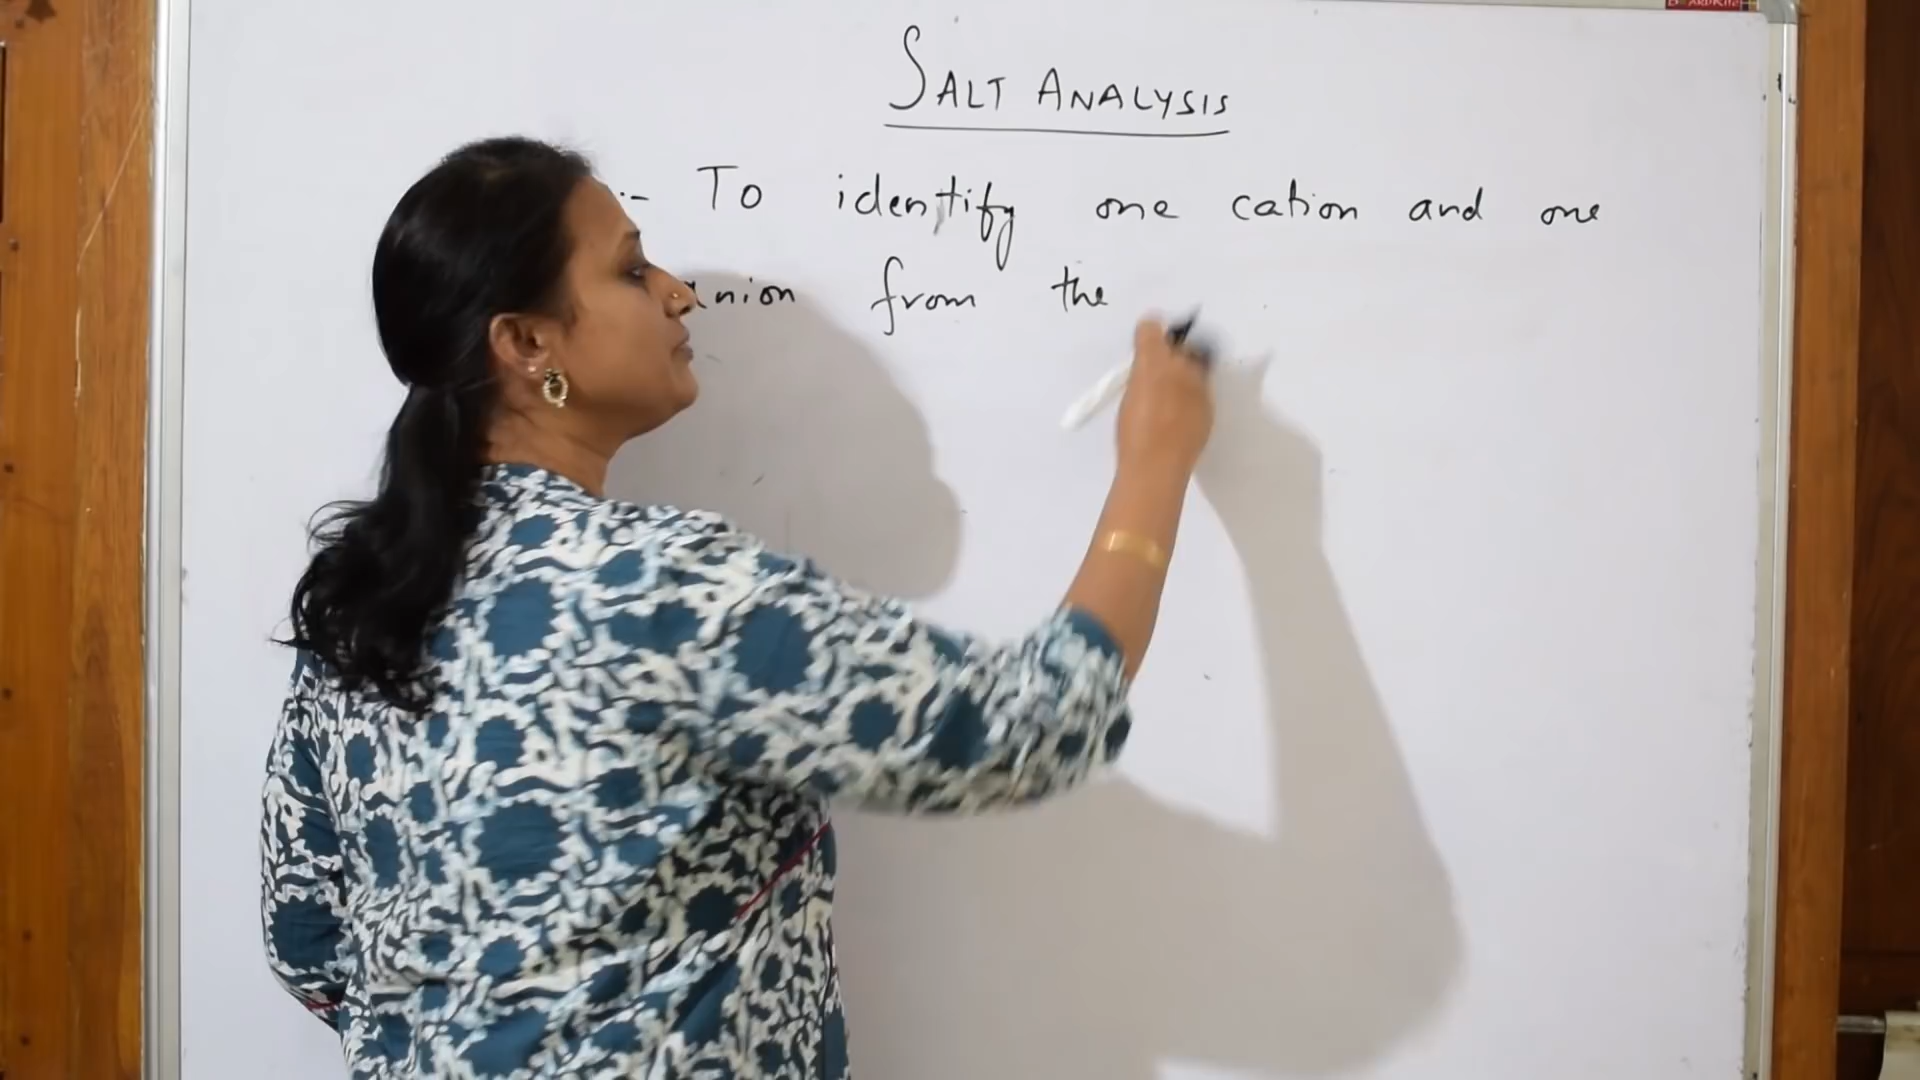 SALT ANALYSIS
:- To identify one cation and one
anion from the